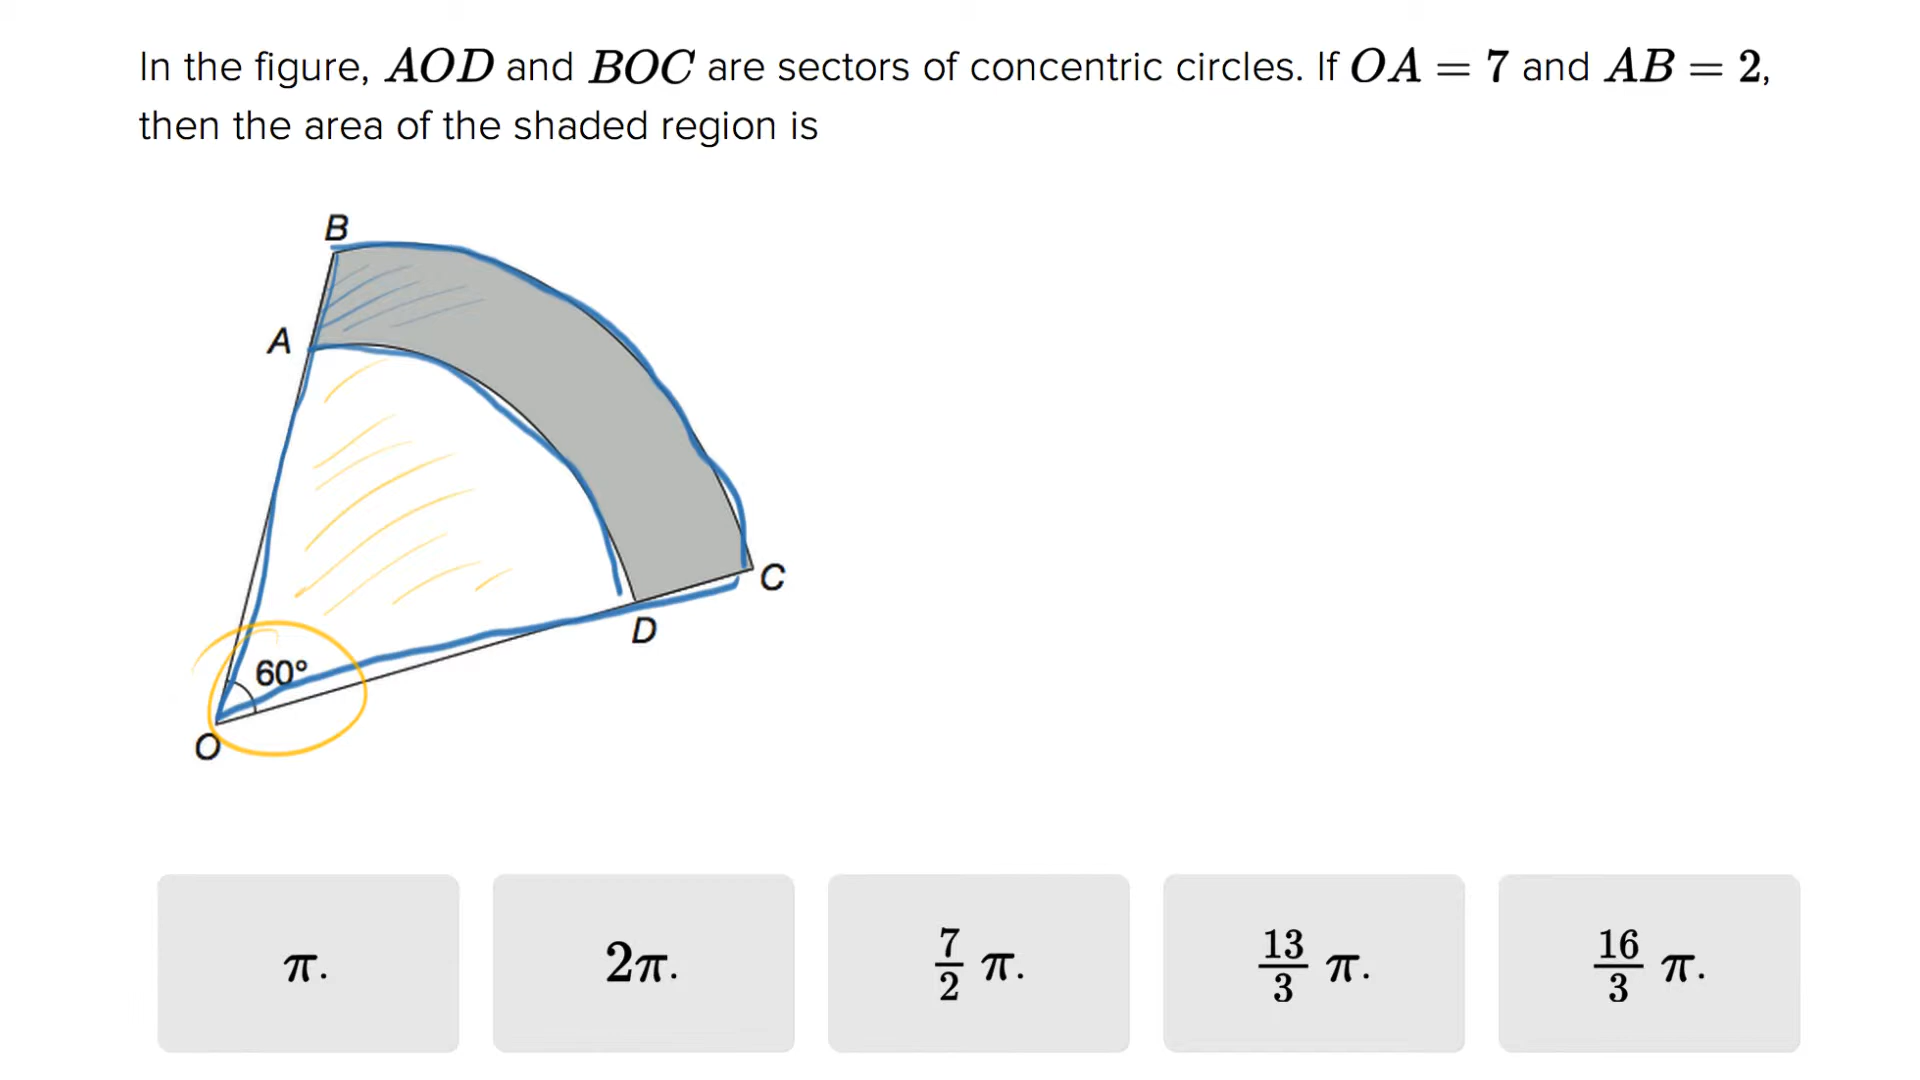 In the figure, AOD and BOC are sectors of concentric circles. If OA = 7 and AB = 2,
then the area of the shaded region is
B
A
C
D
60°
O
π.
2π.
7/2 π.
13/3 π.
16/3 π.